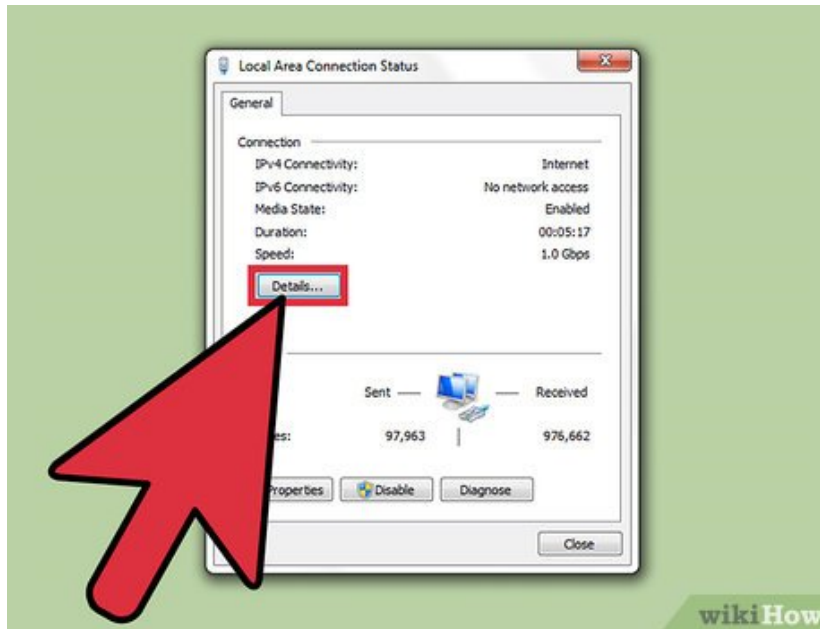 Local Area Connection Status
General
Connection
IPv4 Connectivity: Internet
IPv6 Connectivity: No network access
Media State: Enabled
Duration: 00:05:17
Speed: 1.0 Gbps
Details...
Sent Received
97,963 976,662
Properties Disable Diagnose
Close
wikiHow